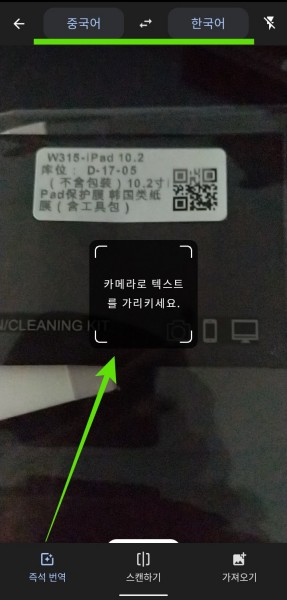 중국어 한국어
W315-iPad 10.2
库位： D-17-05
（不含包装）10.2寸i
Pad保护膜 韩国类纸
膜（含工具包）
카메라로 텍스트
를 가리키세요.
/CLEANING KIT
즉석 번역 스캔하기 가져오기